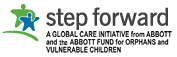 step forward
A GLOBAL CARE INITIATIVE from ABBOTT
and the ABBOTT FUND for ORPHANS and
VULNERABLE CHILDREN